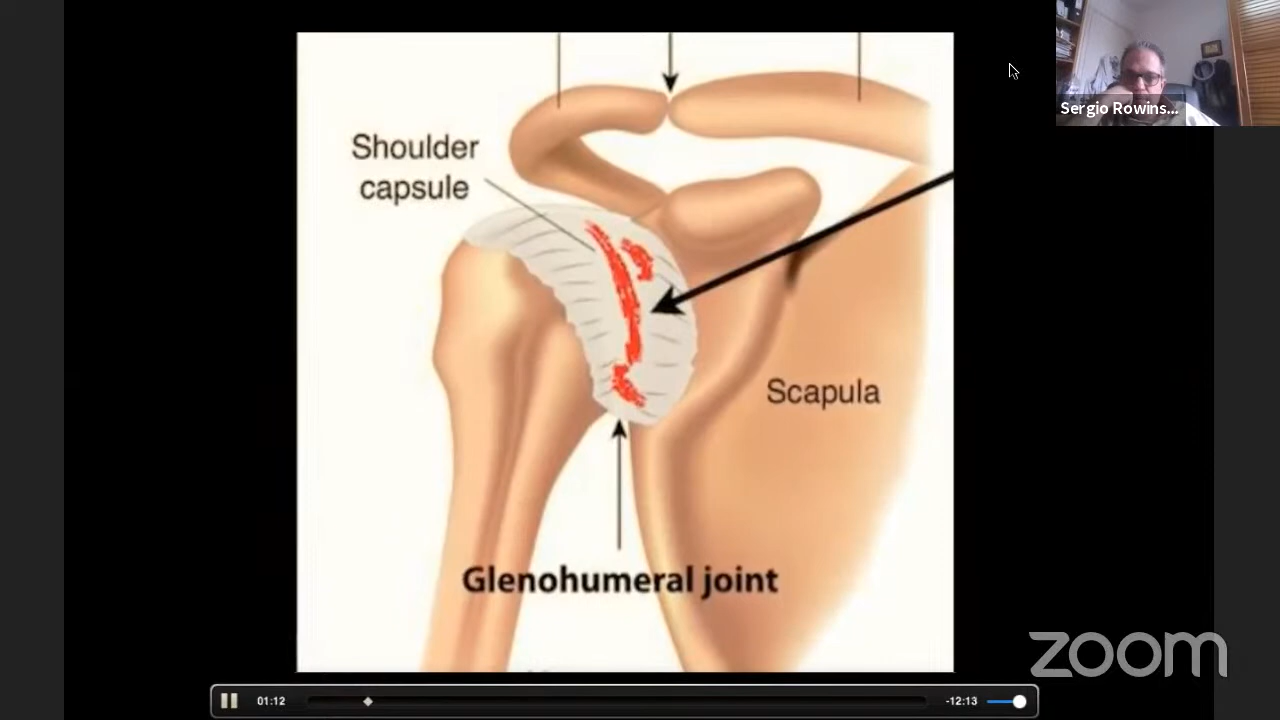 Sergio Rowins...
Shoulder
capsule
Scapula
Glenohumeral joint
zoom
01:12
-12:13